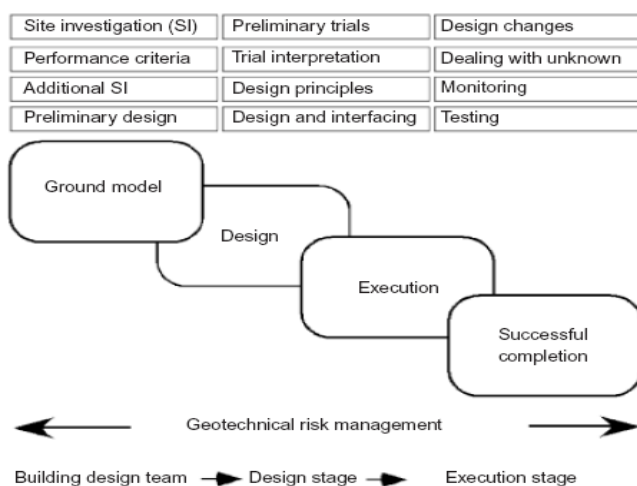 Site investigation (SI) Preliminary trials Design changes
Performance criteria Trial interpretation Dealing with unknown
Additional SI Design principles Monitoring
Preliminary design Design and interfacing Testing
Ground model
Design
Execution
Successful
completion
Geotechnical risk management
Building design team Design stage Execution stage